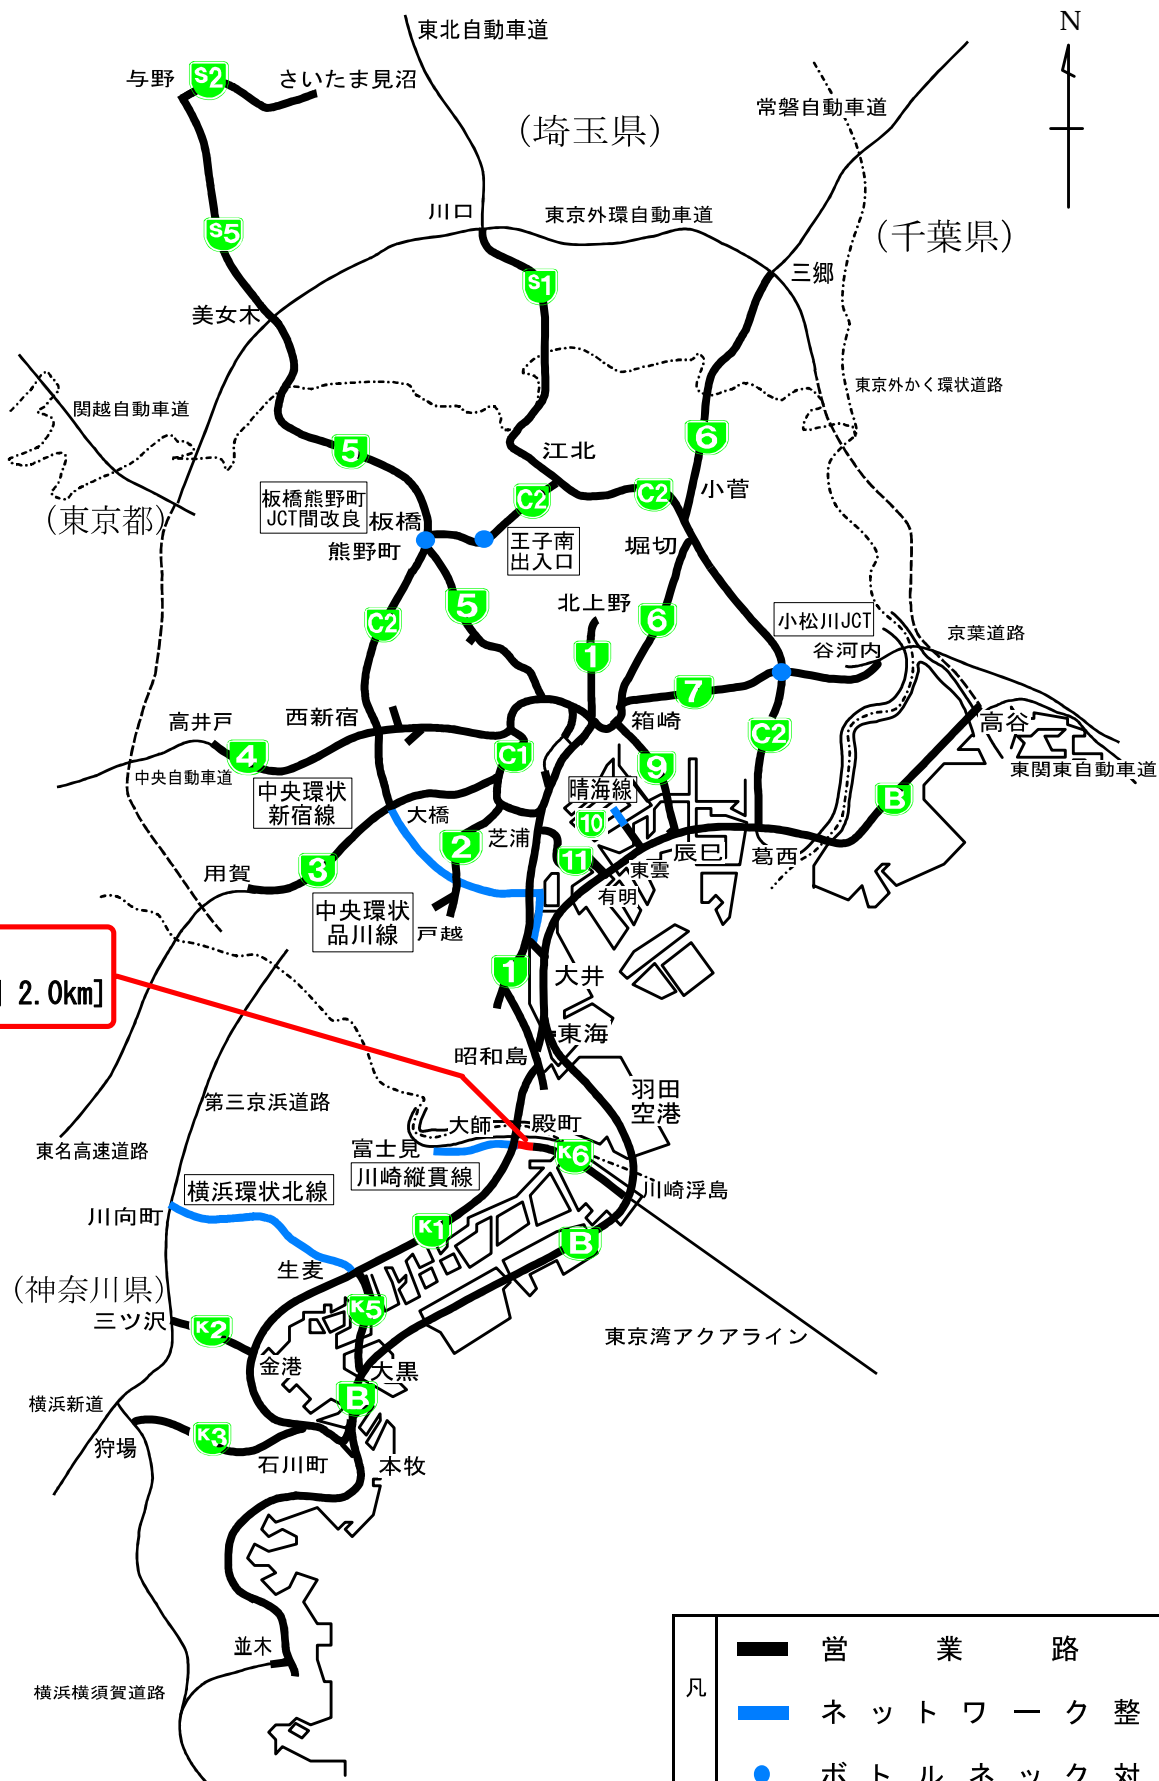 東北自動車道
N
与野
S2
さいたま見沼
(埼玉県)
常磐自動車道
川口
東京外環自動車道
(千葉県)
S5
S1
三郷
美女木
東京外かく環状道路
関越自動車道
5
6
江北
(東京都)
板橋熊野町
JCT間改良
板橋
C2
C2
小菅
熊野町
王子南
出入口
堀切
C2
5
北上野
6
小松川JCT
谷河内
京葉道路
1
7
高井戸
西新宿
箱崎
高谷
4
C1
C2
中央自動車道
9
東関東自動車道
中央環状
新宿線
晴海線
B
大橋
10
2
芝浦
辰巳
葛西
3
11
東雲
用賀
有明
中央環状
品川線
戸越
2.0km]
1
大井
東海
昭和島
羽田
空港
第三京浜道路
大師
殿町
東名高速道路
富士見
K6
川崎縦貫線
川崎浮島
横浜環状北線
川向町
K1
B
生麦
(神奈川県)
K5
三ツ沢
K2
東京湾アクアライン
金港
大黒
横浜新道
B
狩場
K3
石川町
本牧
並木
横浜横須賀道路
凡
営業路
ネットワーク整
ボトルネック対